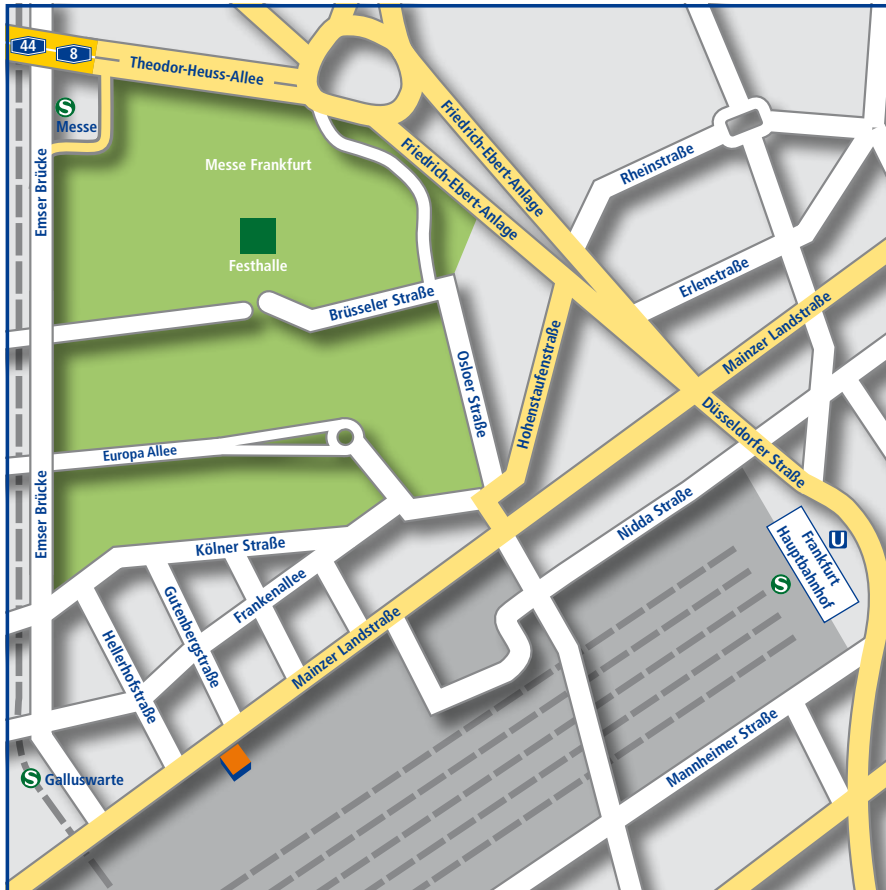 44
8
Theodor-Heuss-Allee
S
Messe
Emser Brücke
Messe Frankfurt
Festhalle
Friedrich-Ebert-Anlage
Friedrich-Ebert-Anlage
Rheinstraße
Erlenstraße
Brüsseler Straße
Osloer Straße
Hohenstaufenstraße
Mainzer Landstraße
Düsseldorfer Straße
Europa Allee
Emser Brücke
Kölner Straße
Nidda Straße
U
Frankfurt
Hauptbahnhof
S
Frankenallee
Gutenbergstraße
Hellerhofstraße
Mainzer Landstraße
Mannheimer Straße
S
Galluswarte